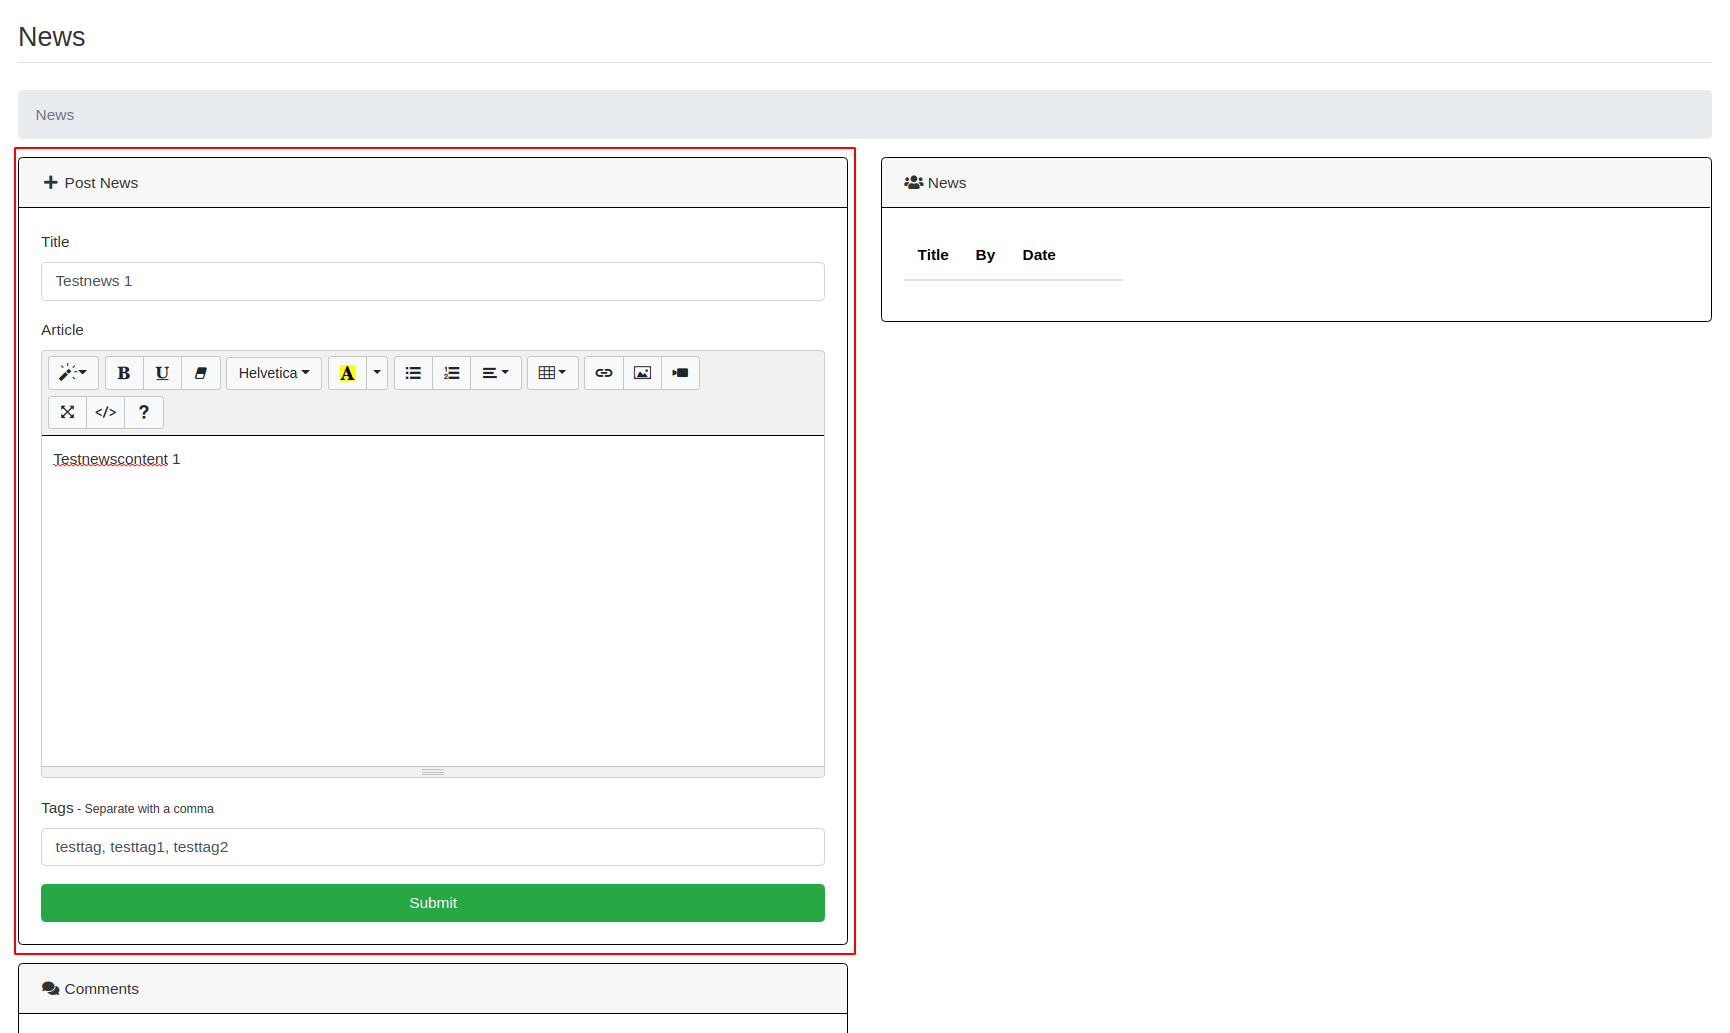 News
News
Post News
Title
Testnews 1
Article
B U Helvetica A
</> ?
Testnewscontent 1
Tags - Separate with a comma
testtag, testtag1, testtag2
Submit
Comments
News
Title By Date